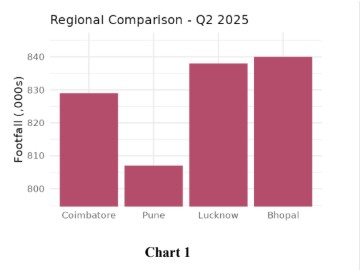 Regional Comparison - Q2 2025
Footfall (,000s)
840
830
820
810
800
Coimbatore Pune Lucknow Bhopal
Chart 1